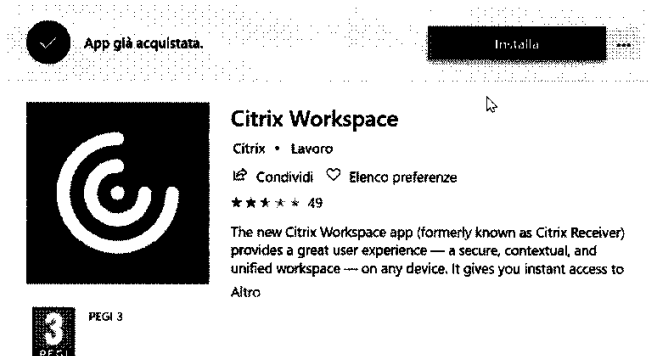 App già acquistata.
Installa
Citrix Workspace
Citrix • Lavoro
Condividi Elenco preferenze
49
The new Citrix Workspace app (formerly known as Citrix Receiver)
provides a great user experience — a secure, contextual, and
unified workspace — on any device. It gives you instant access to
Altro
3
PEGI
PEGI 3